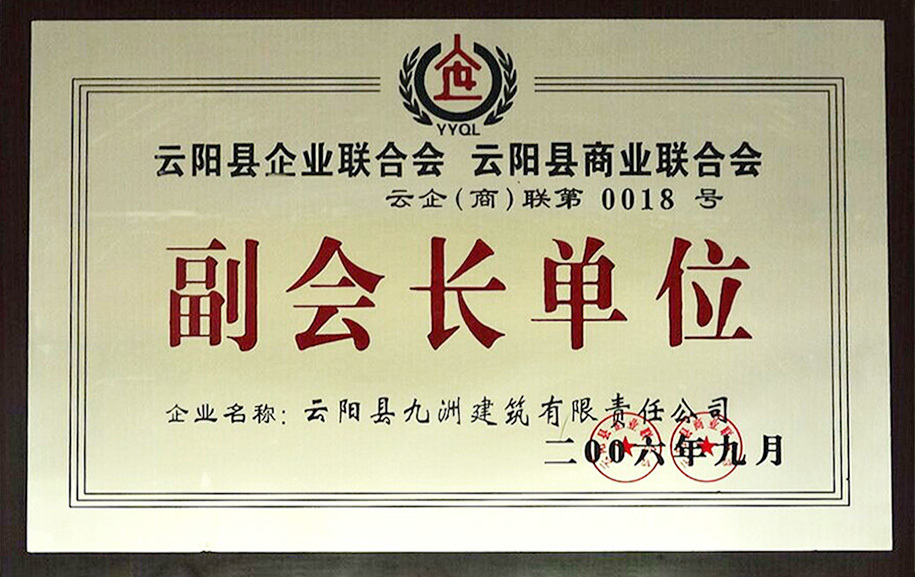 YYQL
云阳县企业联合会 云阳县商业联合会
云企(商)联第 0018 号
副会长单位
企业名称: 云阳县九洲建筑有限责任公司
二00六年九月